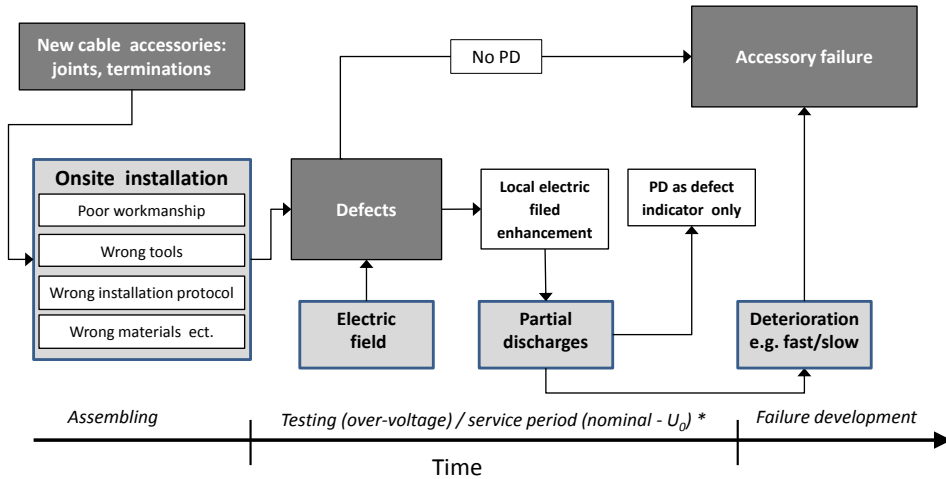 New cable accessories:
joints, terminations
No PD
Accessory failure
Onsite installation
Poor workmanship
Wrong tools
Wrong installation protocol
Wrong materials ect.
Defects
Local electric
filed
enhancement
PD as defect
indicator only
Electric
field
Partial
discharges
Deterioration
e.g. fast/slow
Assembling
Testing (over-voltage) / service period (nominal - U0) *
Failure development
Time